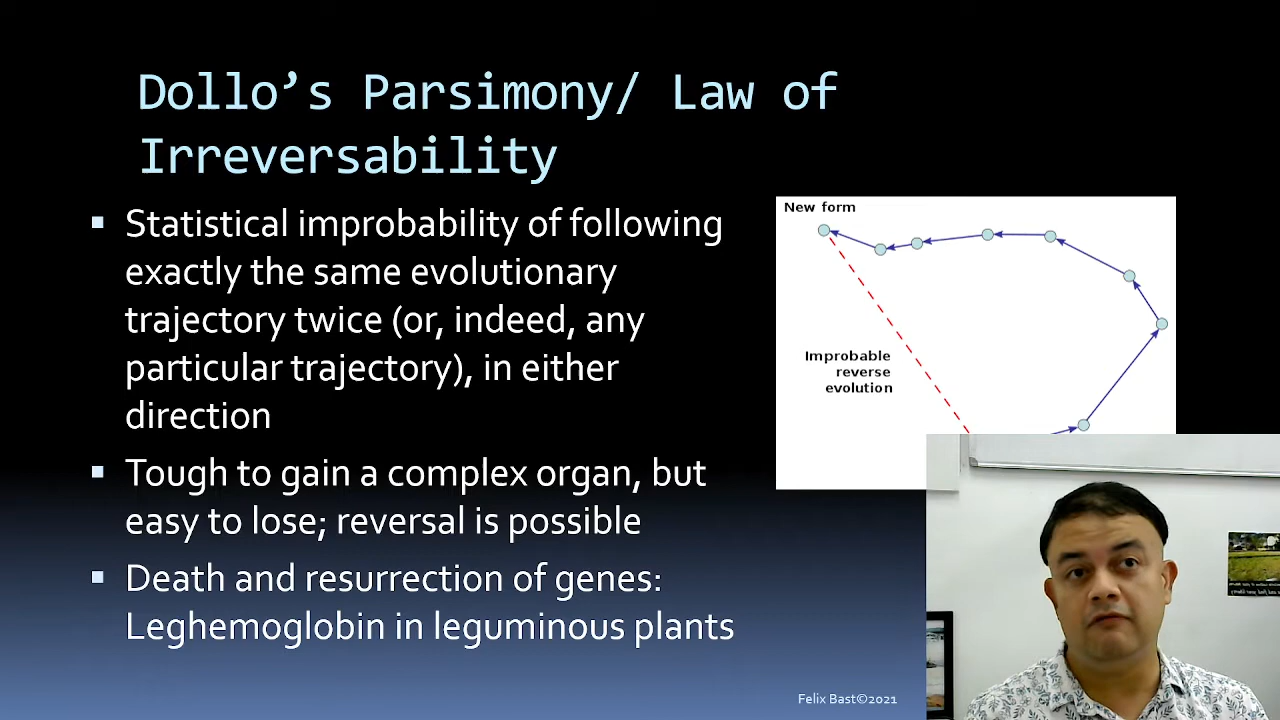 Dollo’s Parsimony/ Law of
Irreversability
Statistical improbability of following
exactly the same evolutionary
trajectory twice (or, indeed, any
particular trajectory), in either
direction
Tough to gain a complex organ, but
easy to lose; reversal is possible
Death and resurrection of genes:
Leghemoglobin in leguminous plants
New form
Improbable
reverse
evolution
Felix Bast©2021